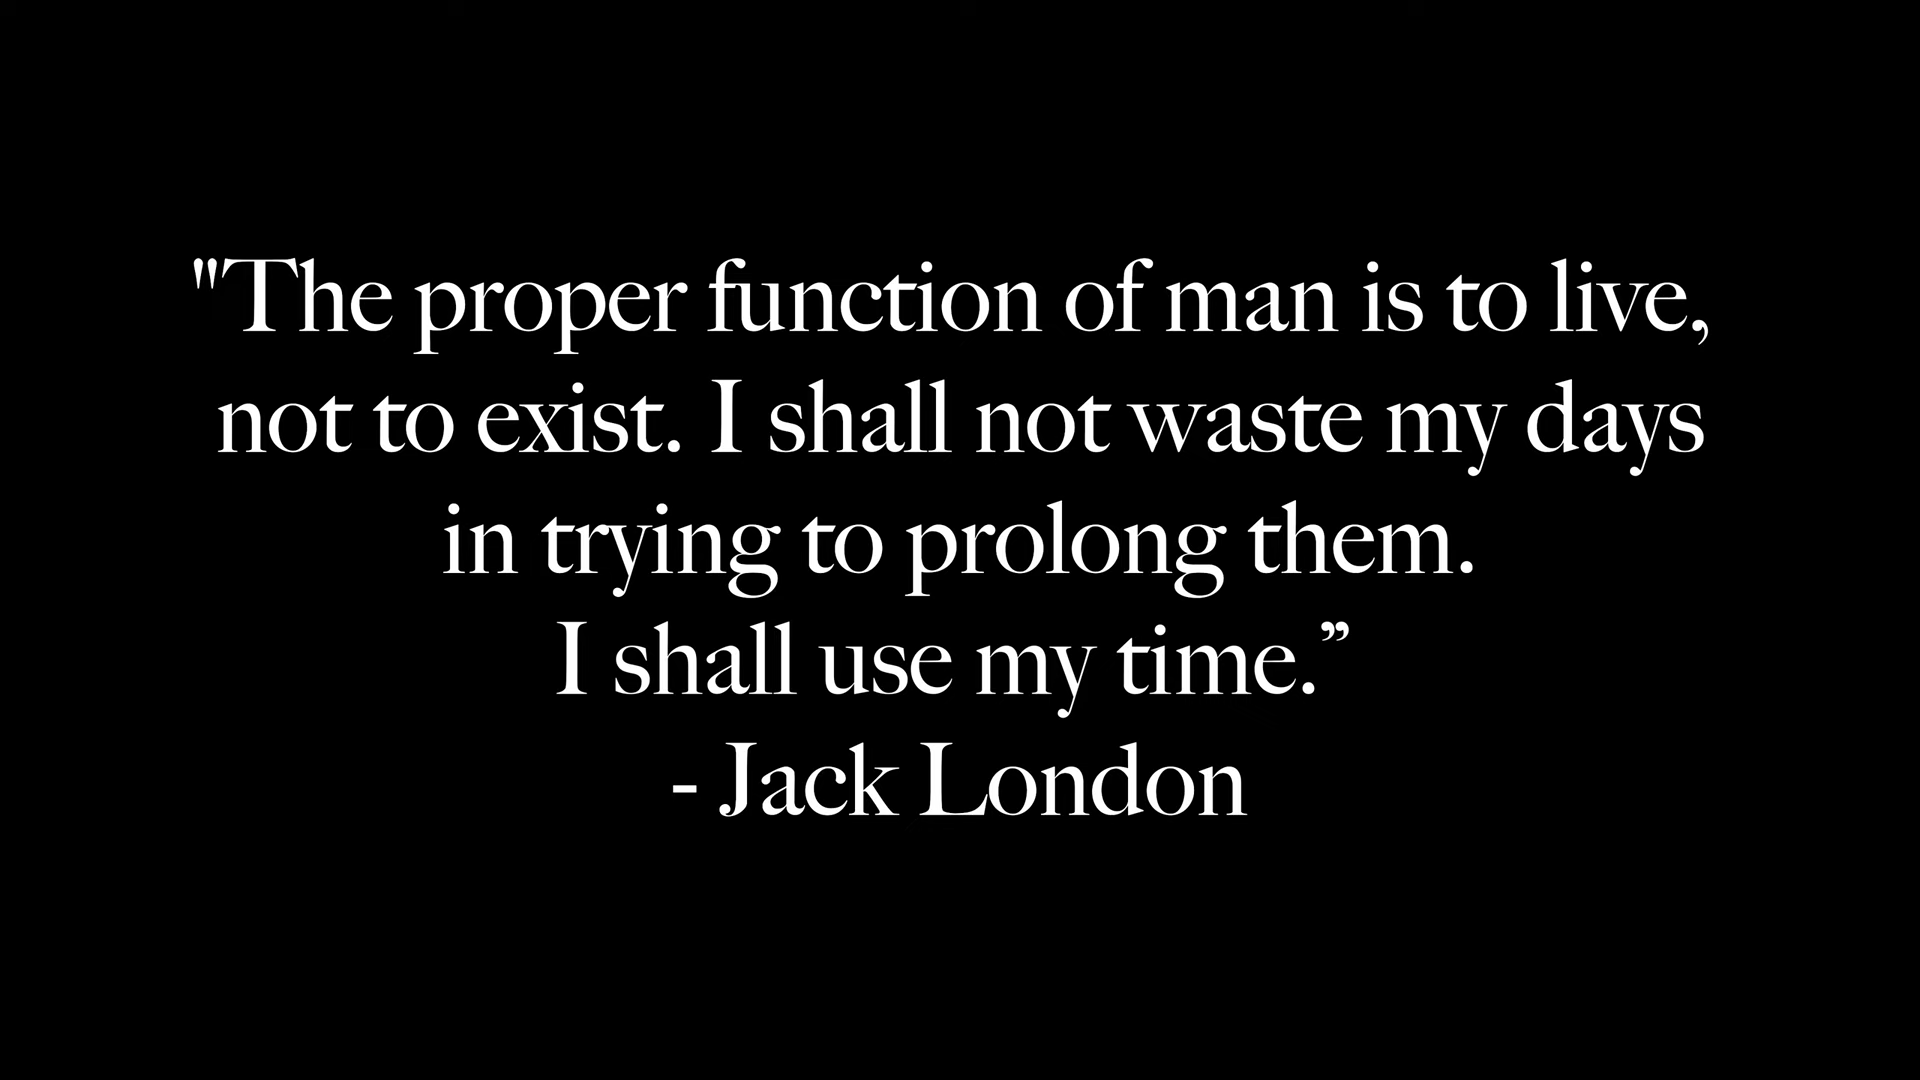 "The proper function of man is to live,
not to exist. I shall not waste my days
in trying to prolong them.
I shall use my time.”
- Jack London